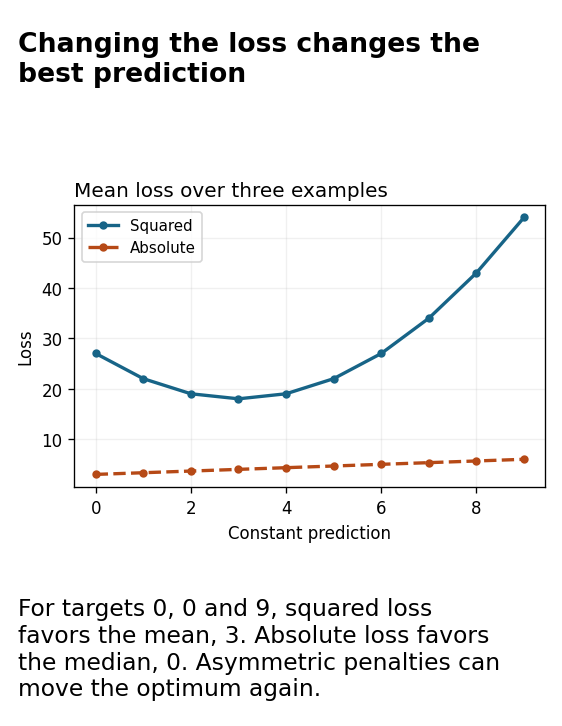 Changing the loss changes the
best prediction
Mean loss over three examples
Squared
Absolute
50
40
30
20
10
Loss
0 2 4 6 8
Constant prediction
For targets 0, 0 and 9, squared loss
favors the mean, 3. Absolute loss favors
the median, 0. Asymmetric penalties can
move the optimum again.